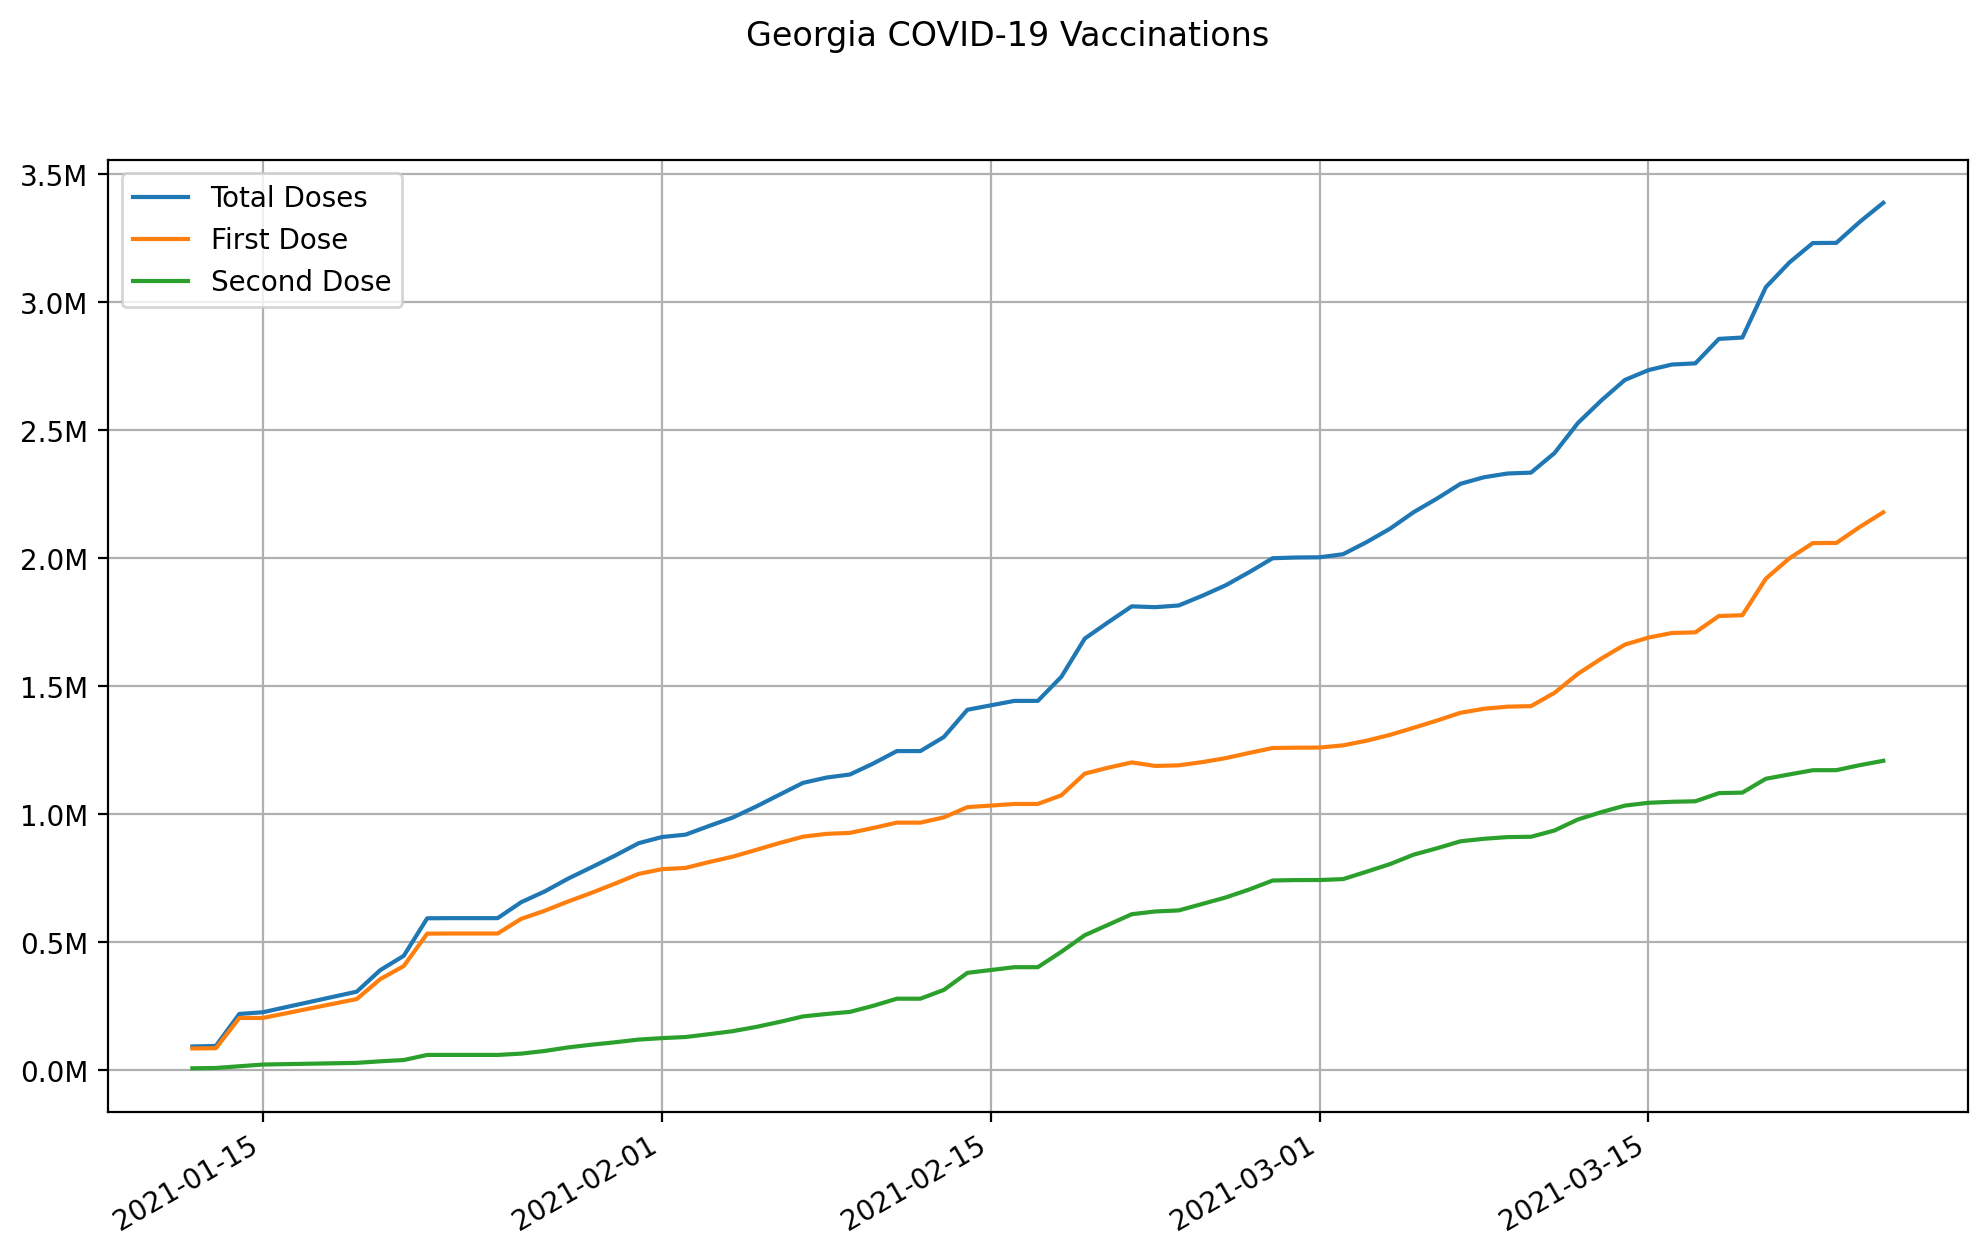 Georgia COVID-19 Vaccinations
3.5M
3.0M
2.5M
2.0M
1.5M
1.0M
0.5M
0.0M
Total Doses
First Dose
Second Dose
2021-01-15
2021-02-01
2021-02-15
2021-03-01
2021-03-15